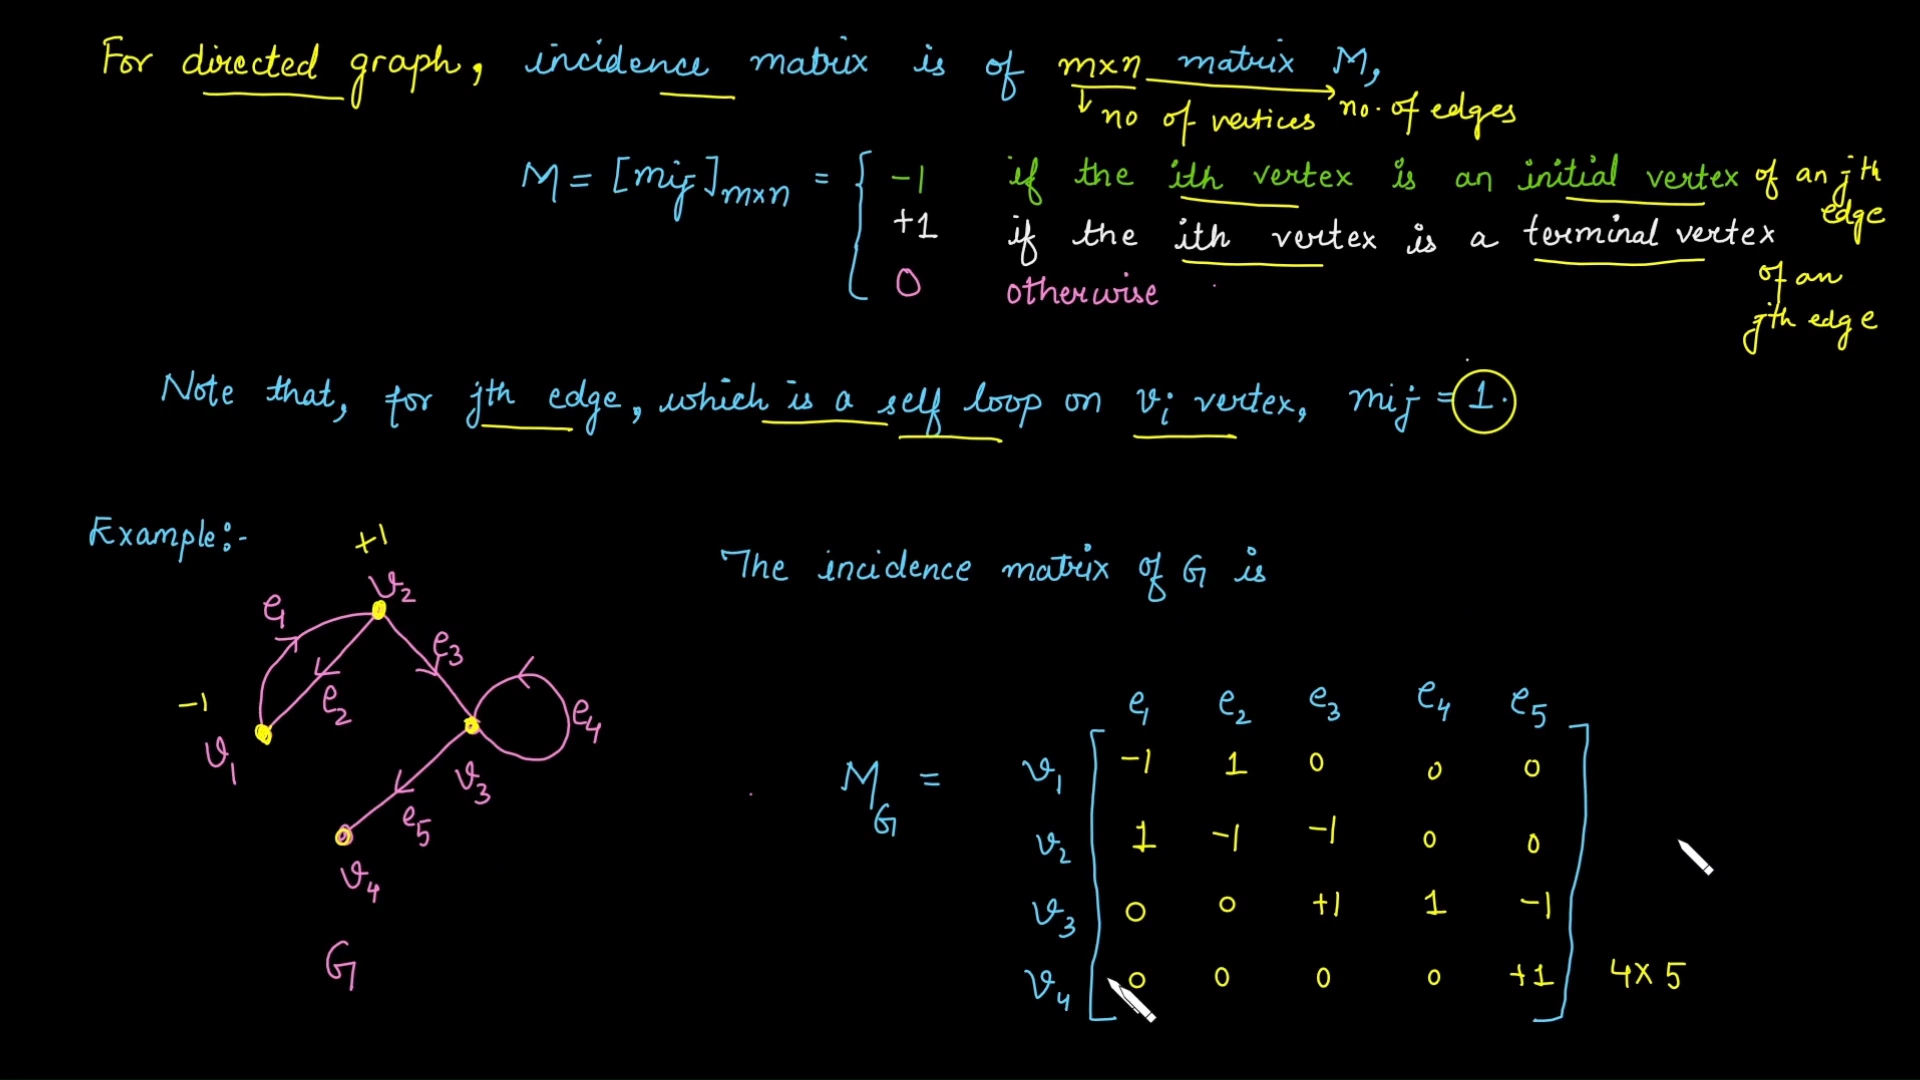 For directed graph, incidence matrix is of m×n matrix M,
no of vertices no. of edges
M = [mij]m×n = -1 if the ith vertex is an initial vertex of an jth edge
+1 if the ith vertex is a terminal vertex of an jth edge
0 otherwise
Note that, for jth edge, which is a self loop on vi vertex, mij = 1.
Example:-
The incidence matrix of G is
+1
v2
e1
e3
e2
-1
v1
e4
v3
e5
v4
G
e1 e2 e3 e4 e5
MG =
v1 -1 1 0 0 0
v2 1 -1 -1 0 0
v3 0 0 +1 1 -1
v4 0 0 0 0 +1 4×5